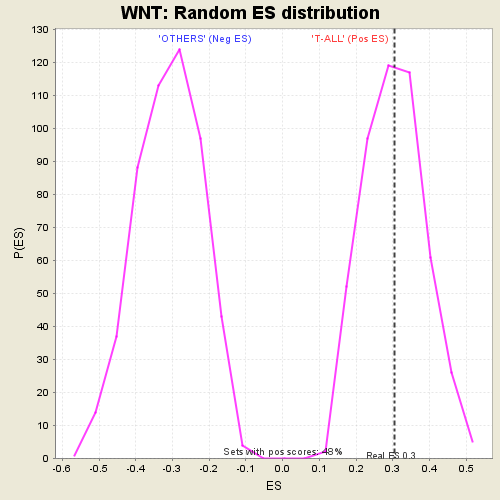 WNT: Random ES distribution
'OTHERS' (Neg ES)
'T-ALL' (Pos ES)
130
120
110
100
90
80
70
60
50
40
30
20
10
0
P(ES)
Sets with pos scores: 48%
Real ES 0.3
-0.6 -0.5 -0.4 -0.3 -0.2 -0.1 0.0 0.1 0.2 0.3 0.4 0.5
ES